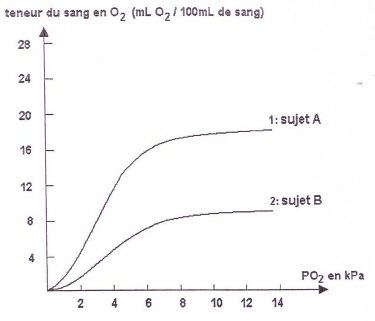 teneur du sang en O₂ (mL O₂ / 100mL de sang)
28
24
20
16
12
8
4
1: sujet A
2: sujet B
PO₂ en kPa
2 4 6 8 10 12 14